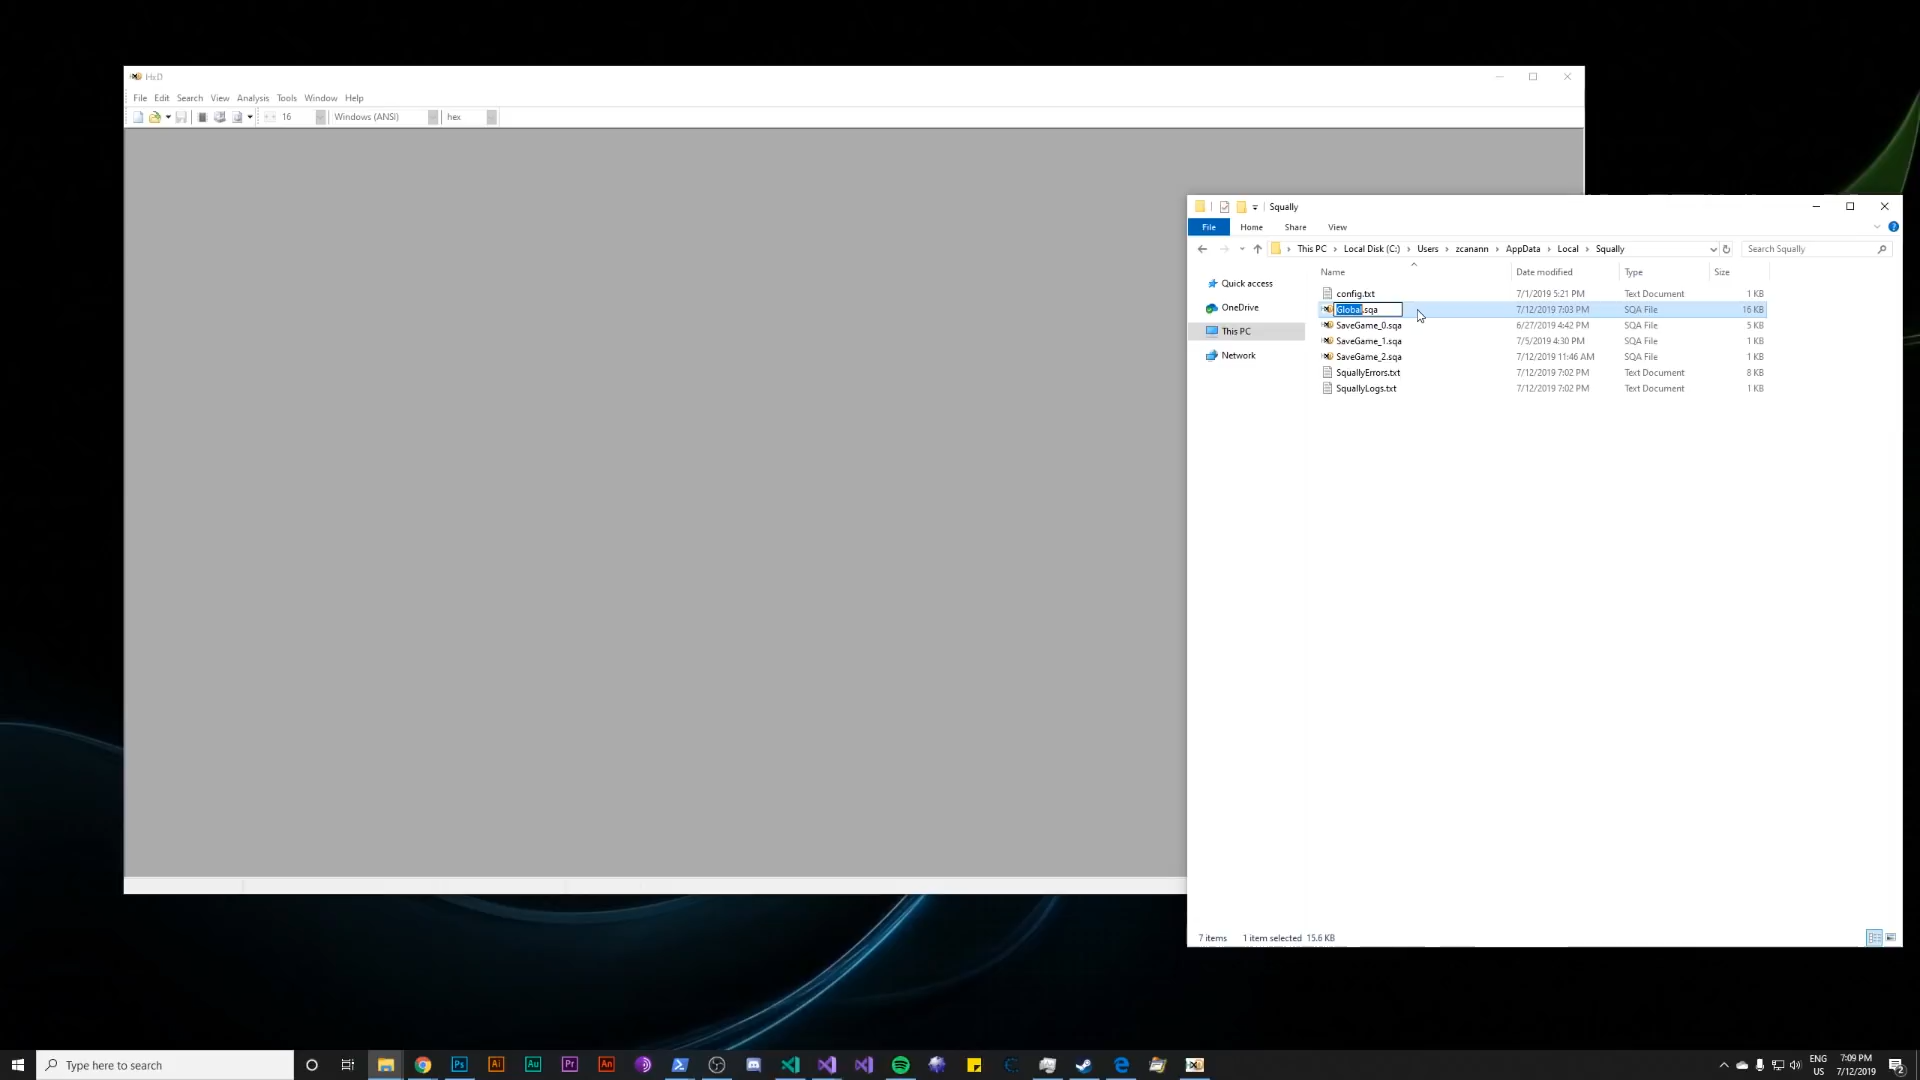 HxD
File Edit Search View Analysis Tools Window Help
16 Windows (ANSI) hex
Squally
File Home Share View
This PC Local Disk (C:) Users zcanann AppData Local Squally Search Squally
Name Date modified Type Size
Quick access
OneDrive
This PC
Network
config.txt 7/1/2019 5:21 PM Text Document 1 KB
Global.sqa 7/12/2019 7:03 PM SQA File 16 KB
SaveGame_0.sqa 6/27/2019 4:42 PM SQA File 5 KB
SaveGame_1.sqa 7/5/2019 4:30 PM SQA File 1 KB
SaveGame_2.sqa 7/12/2019 11:46 AM SQA File 1 KB
SquallyErrors.txt 7/12/2019 7:02 PM Text Document 8 KB
SquallyLogs.txt 7/12/2019 7:02 PM Text Document 1 KB
7 items 1 item selected 15.6 KB
Type here to search
Ps Ai Au Pr An
ENG
US
7:09 PM
7/12/2019
2